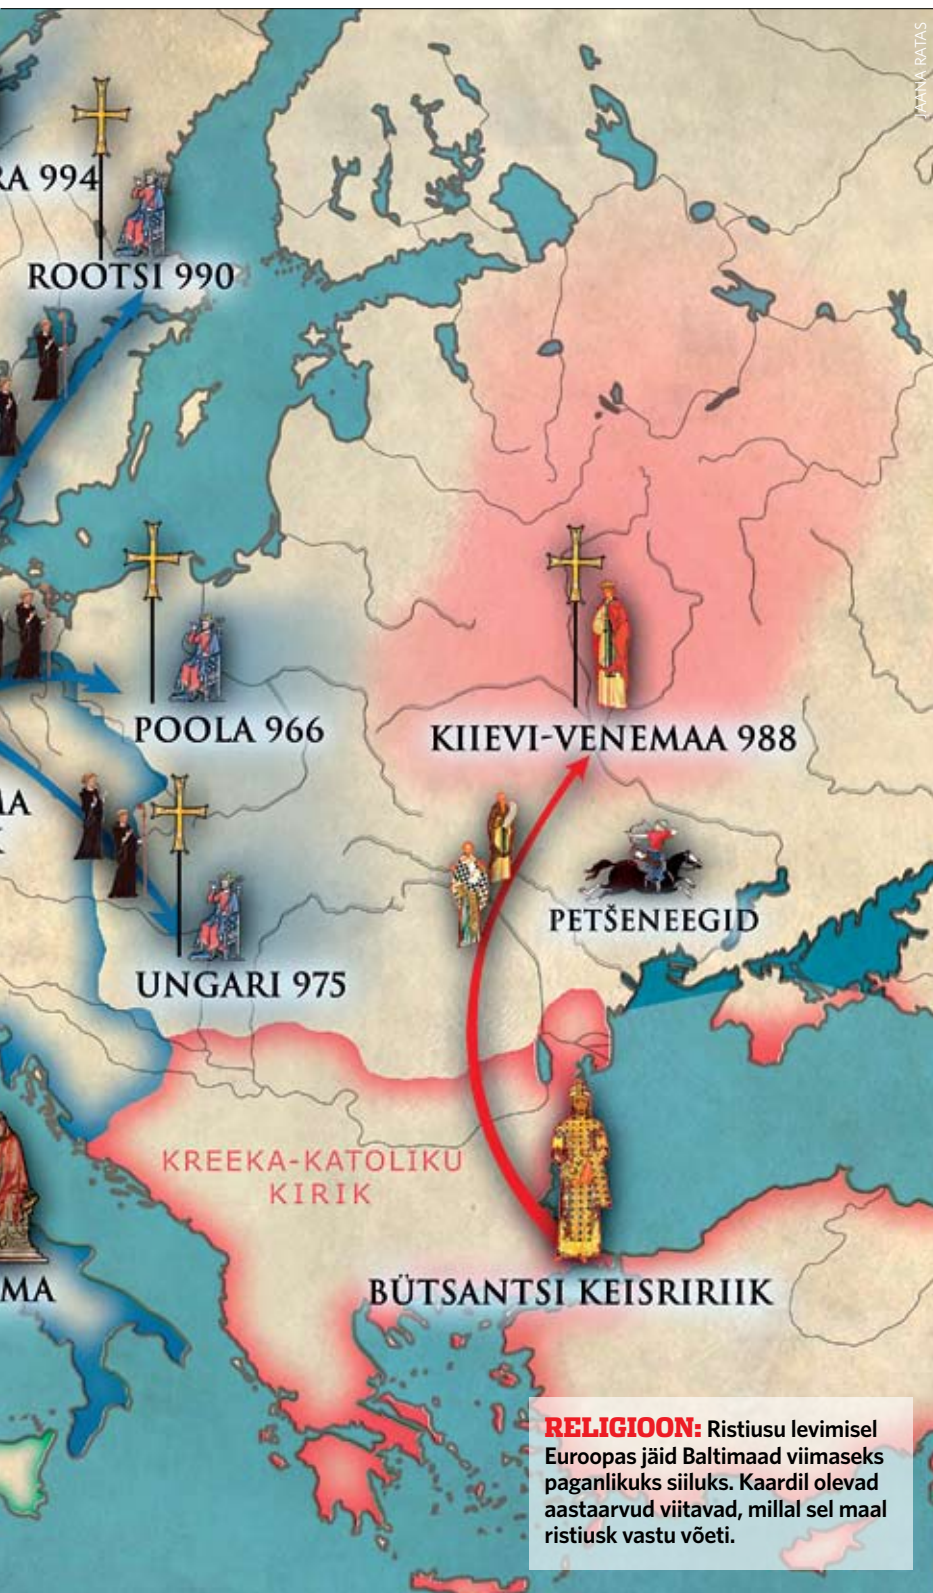 JAANA RATAS
RA 994
ROOTSI 990
POOLA 966
KIIEVI-VENEMAA 988
MA
UNGARI 975
PETŠENEEGID
KREEKA-KATOLIKU
KIRIK
MA
BÜTSANTSI KEISRIRIIK
RELIGIOON: Ristiusu levimisel
Euroopas jäid Baltimaad viimaseks
paganlikuks siiluks. Kaardil olevad
aastaarvud viitavad, millal sel maal
ristiusk vastu võeti.